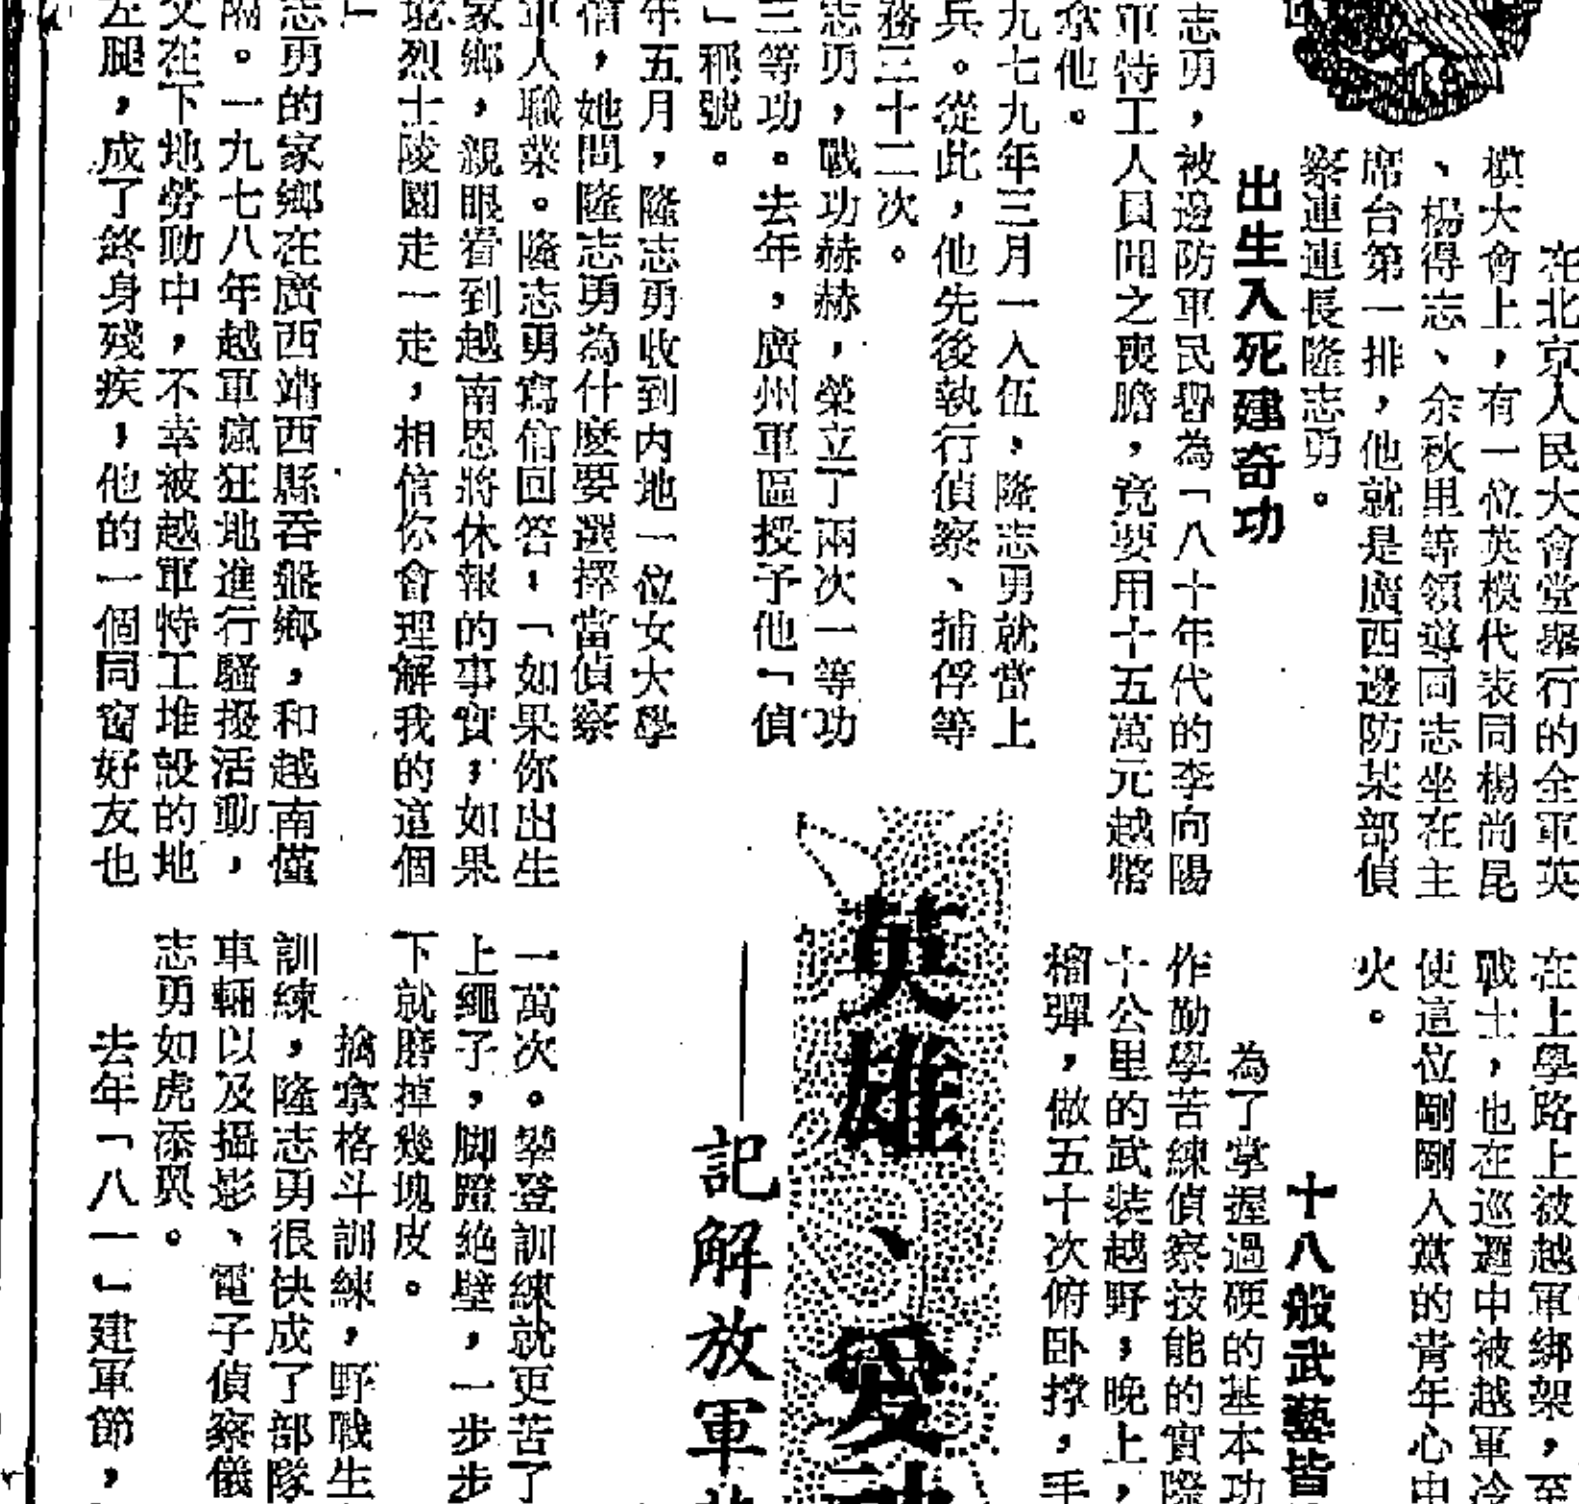 在北京人民大會堂舉行的全軍英
模大會上，有一位英模代表同楊尚昆
、楊得志、余秋里等領導同志坐在主
席台第一排，他就是廣西邊防某部偵
察連連長隆志勇。
出生入死建奇功
志勇，被邊防軍民譽為「八十年代的李向陽
軍特工人員聞之喪膽，竟要用十五萬元越幣
拿他。
九七九年三月一入伍，隆志勇就當上
兵。從此，他先後執行偵察、捕俘等
務三十二次。
志勇，戰功赫赫，榮立了兩次一等功
三等功。去年，廣州軍區授予他「偵
」稱號。
年五月，隆志勇收到內地一位女大學
信，她問隆志勇為什麼要選擇當偵察
軍人職業。隆志勇寫信回答：「如果你出生
家鄉，親眼看到越南恩將休報的事實；如果
烈士陵園走一走，相信你會理解我的這個
」
志勇的家鄉在廣西靖西縣吞盤鄉，和越南僅
隔。一九七八年越軍瘋狂地進行騷擾活動，
父在下地勞動中，不幸被越軍特工埋設的地
左腿，成了終身殘疾；他的一個同窗好友也
在上學路上被越軍綁架，至
戰士，也在巡邏中被越軍冷
使這位剛剛入黨的青年心中
火。
十八般武藝皆
為了掌握過硬的基本功
作勤學苦練偵察技能的實際
十公里的武裝越野，晚上，
榴彈，做五十次俯卧撑，手
英雄、愛
——記解放軍
一萬次。攀登訓練就更苦了
上繩子，脚蹬絶壁，一步步
下就磨掉幾塊皮。
擒拿格斗訓練，野戰生
訓練，隆志勇很快成了部隊
車輛以及攝影、電子偵察儀
志勇如虎添翼。
去年「八一」建軍節，